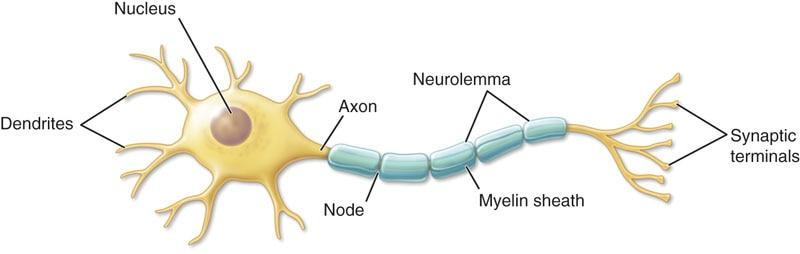 Nucleus
Dendrites
Axon
Neurolemma
Node
Myelin sheath
Synaptic
terminals